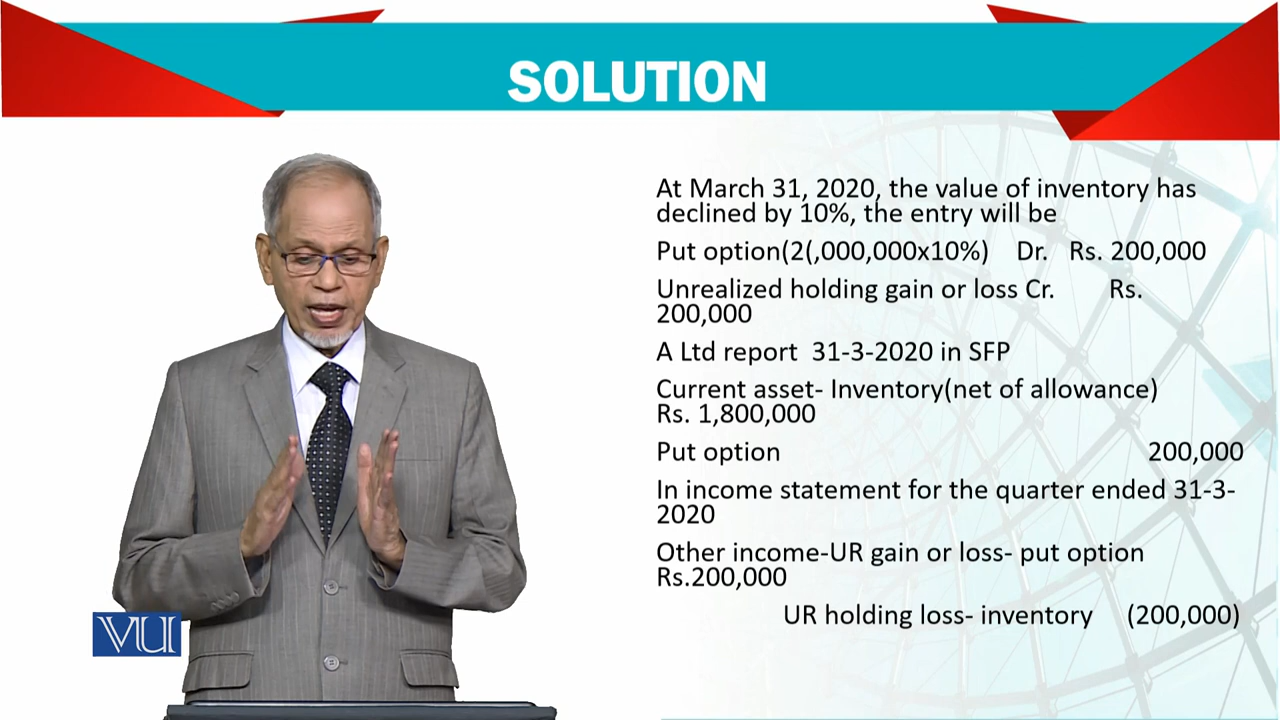 SOLUTION
At March 31, 2020, the value of inventory has
declined by 10%, the entry will be
Put option(2(,000,000x10%) Dr. Rs. 200,000
Unrealized holding gain or loss Cr. Rs.
200,000
A Ltd report 31-3-2020 in SFP
Current asset- Inventory(net of allowance)
Rs. 1,800,000
Put option 200,000
In income statement for the quarter ended 31-3-
2020
Other income-UR gain or loss- put option
Rs.200,000
UR holding loss- inventory (200,000)
VU